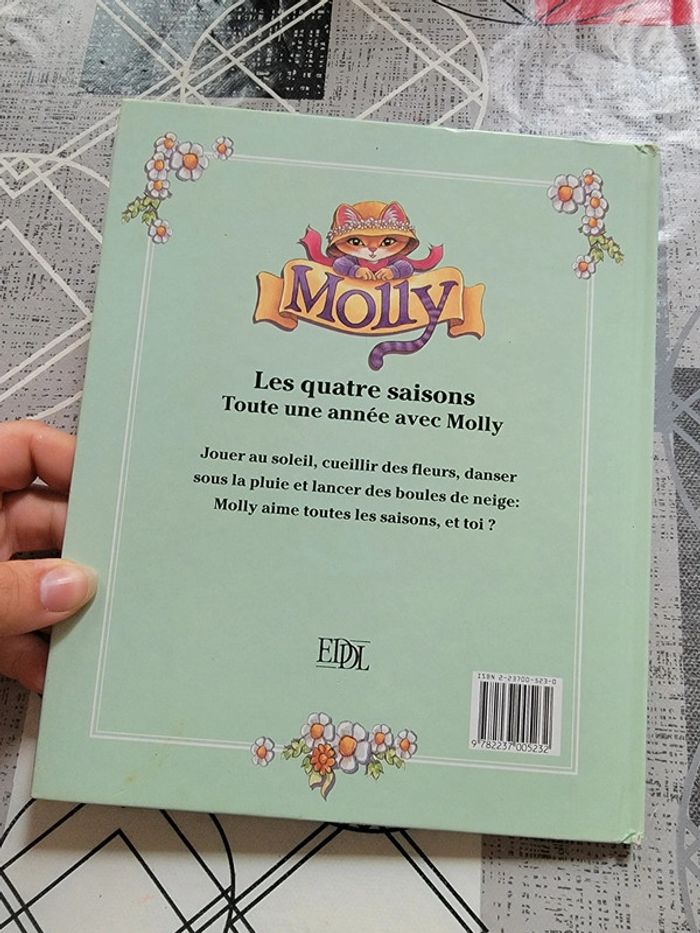 Molly
Les quatre saisons
Toute une année avec Molly
Jouer au soleil, cueillir des fleurs, danser
sous la pluie et lancer des boules de neige:
Molly aime toutes les saisons, et toi ?
EDDL
ISBN 2-23700-523-0
9 782237 005232